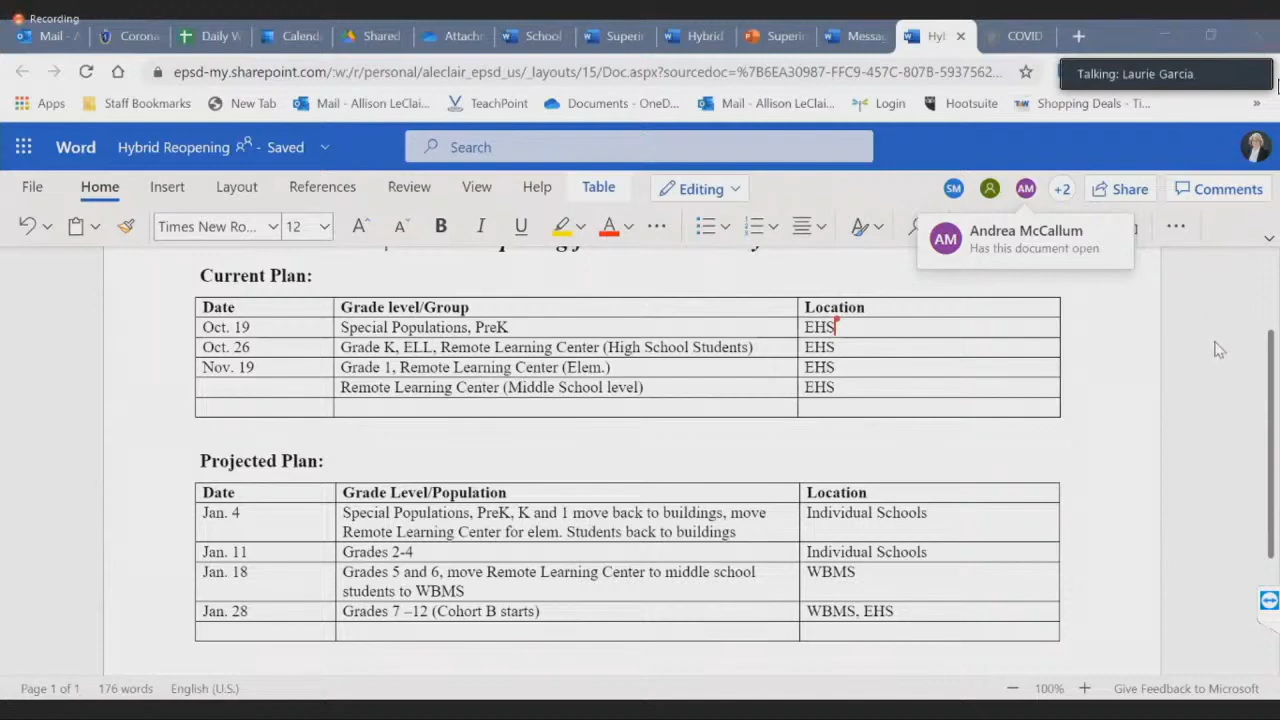 Recording
Mail - A
Corona
Daily W
Calend
Shared
Attach
School
Superin
Hybrid
Superin
Messa
Hyl
COVID
epsd-my.sharepoint.com/:w:/r/personal/aleclair_epsd_us/_layouts/15/Doc.aspx?sourcedoc=%7B6EA30987-FFC9-457C-807B-5937562...
Talking: Laurie Garcia
Apps Staff Bookmarks New Tab Mail - Allison LeClai... TeachPoint Documents - OneD... Mail - Allison LeClai... Login Hootsuite Shopping Deals - Ti... »
Word Hybrid Reopening - Saved Search
File Home Insert Layout References Review View Help Table Editing SM AM +2 Share Comments
Times New Ro... 12 A A B I U A ...
AM Andrea McCallum
Has this document open
Current Plan:
Date Grade level/Group Location
Oct. 19 Special Populations, PreK EHS
Oct. 26 Grade K, ELL, Remote Learning Center (High School Students) EHS
Nov. 19 Grade 1, Remote Learning Center (Elem.) EHS
Remote Learning Center (Middle School level) EHS
Projected Plan:
Date Grade Level/Population Location
Jan. 4 Special Populations, PreK, K and 1 move back to buildings, move Individual Schools
Remote Learning Center for elem. Students back to buildings
Jan. 11 Grades 2-4 Individual Schools
Jan. 18 Grades 5 and 6, move Remote Learning Center to middle school WBMS
students to WBMS
Jan. 28 Grades 7 –12 (Cohort B starts) WBMS, EHS
Page 1 of 1 176 words English (U.S.) 100% Give Feedback to Microsoft